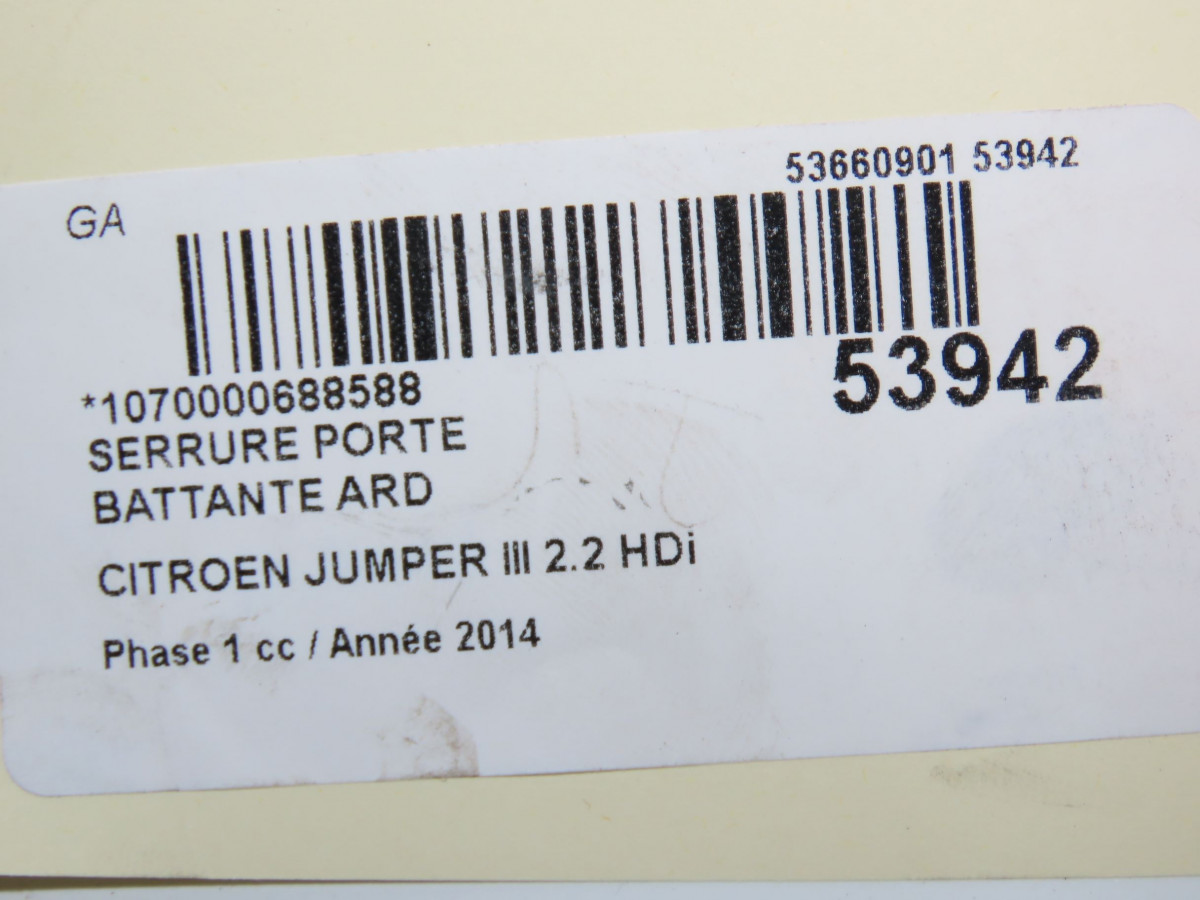 53660901 53942
GA
53942
*1070000688588
SERRURE PORTE
BATTANTE ARD
CITROEN JUMPER III 2.2 HDi
Phase 1 cc / Année 2014